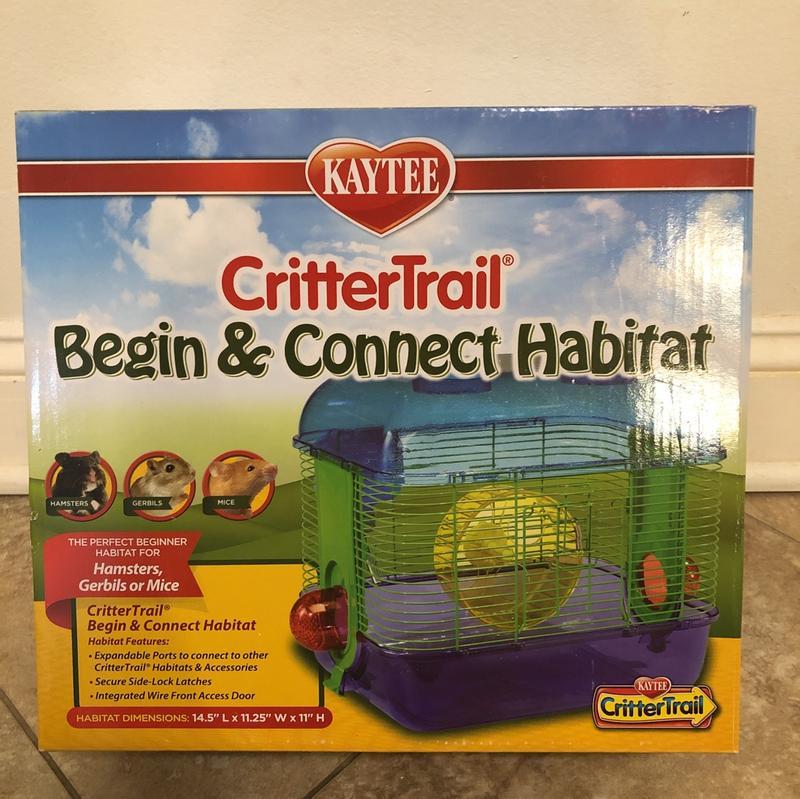 KAYTEE®
CritterTrail®
Begin & Connect Habitat
HAMSTERS
GERBILS
MICE
THE PERFECT BEGINNER
HABITAT FOR
Hamsters,
Gerbils or Mice
CritterTrail®
Begin & Connect Habitat
Habitat Features:
• Expandable Ports to connect to other
CritterTrail® Habitats & Accessories
• Secure Side-Lock Latches
• Integrated Wire Front Access Door
HABITAT DIMENSIONS: 14.5" L x 11.25" W x 11" H
KAYTEE
CritterTrail